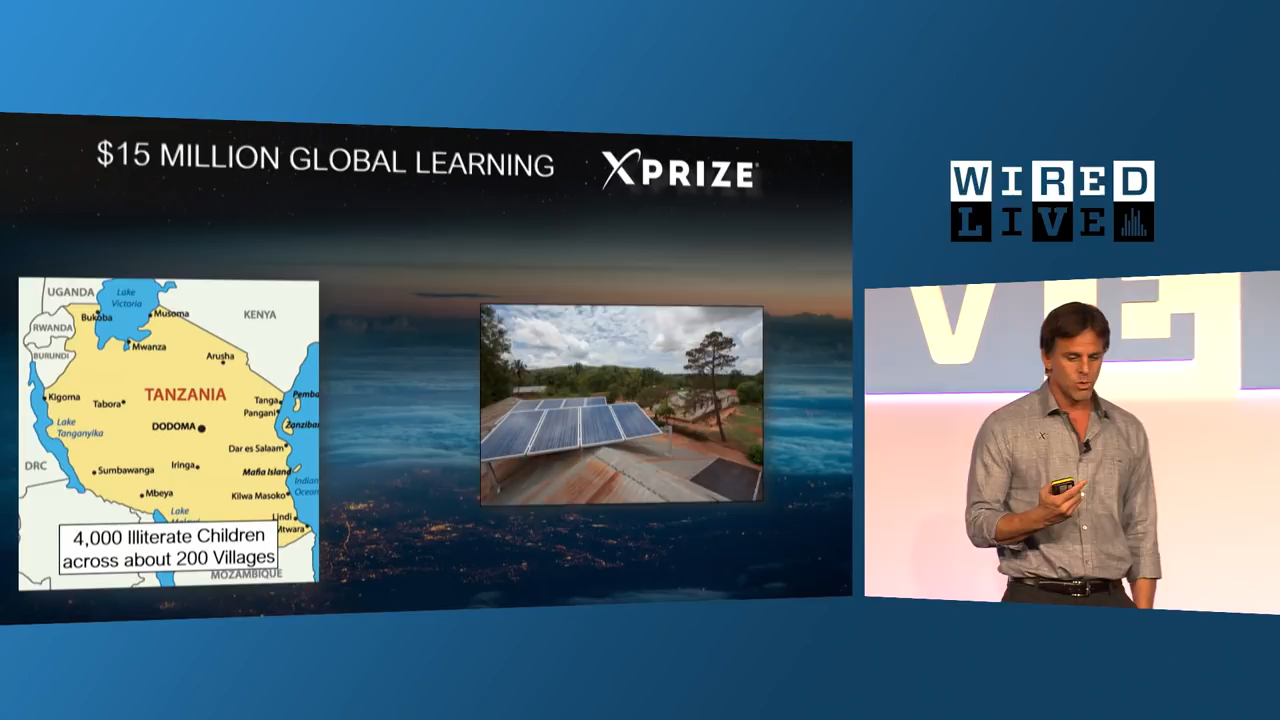 $15 MILLION GLOBAL LEARNING XPRIZE
WIRED
LIVE
VE
UGANDA
Lake
Victoria
Bukoba
Musoma
KENYA
RWANDA
Mwanza
BURUNDI
Arusha
Kigoma
Tabora
TANZANIA
Tanga
Pemba
Pangani
Lake
Tanganyika
DODOMA
Zanzibar
Dar es Salaam
DRC
Sumbawanga
Iringa
Mafia Island
Indian
Ocean
Mbeya
Kilwa Masoko
Lake
Lindi
Mtwara
4,000 Illiterate Children
across about 200 Villages
MOZAMBIQUE